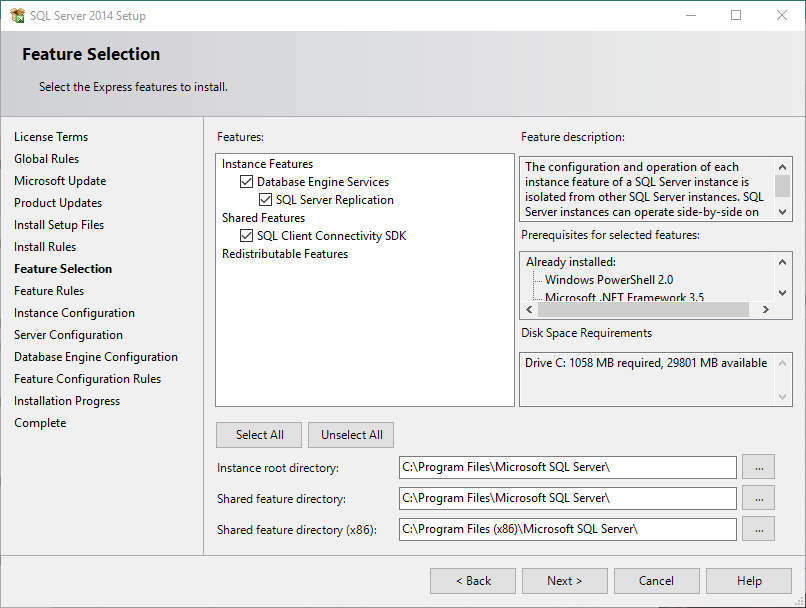 SQL Server 2014 Setup
Feature Selection
Select the Express features to install.
License Terms
Global Rules
Microsoft Update
Product Updates
Install Setup Files
Install Rules
Feature Selection
Feature Rules
Instance Configuration
Server Configuration
Database Engine Configuration
Feature Configuration Rules
Installation Progress
Complete
Features:
Instance Features
Database Engine Services
SQL Server Replication
Shared Features
SQL Client Connectivity SDK
Redistributable Features
Feature description:
The configuration and operation of each
instance feature of a SQL Server instance is
isolated from other SQL Server instances. SQL
Server instances can operate side-by-side on
Prerequisites for selected features:
Already installed:
Windows PowerShell 2.0
Microsoft .NET Framework 3.5
Disk Space Requirements
Drive C: 1058 MB required, 29801 MB available
Select All
Unselect All
Instance root directory:
C:\Program Files\Microsoft SQL Server\
...
Shared feature directory:
C:\Program Files\Microsoft SQL Server\
...
Shared feature directory (x86):
C:\Program Files (x86)\Microsoft SQL Server\
...
< Back
Next >
Cancel
Help